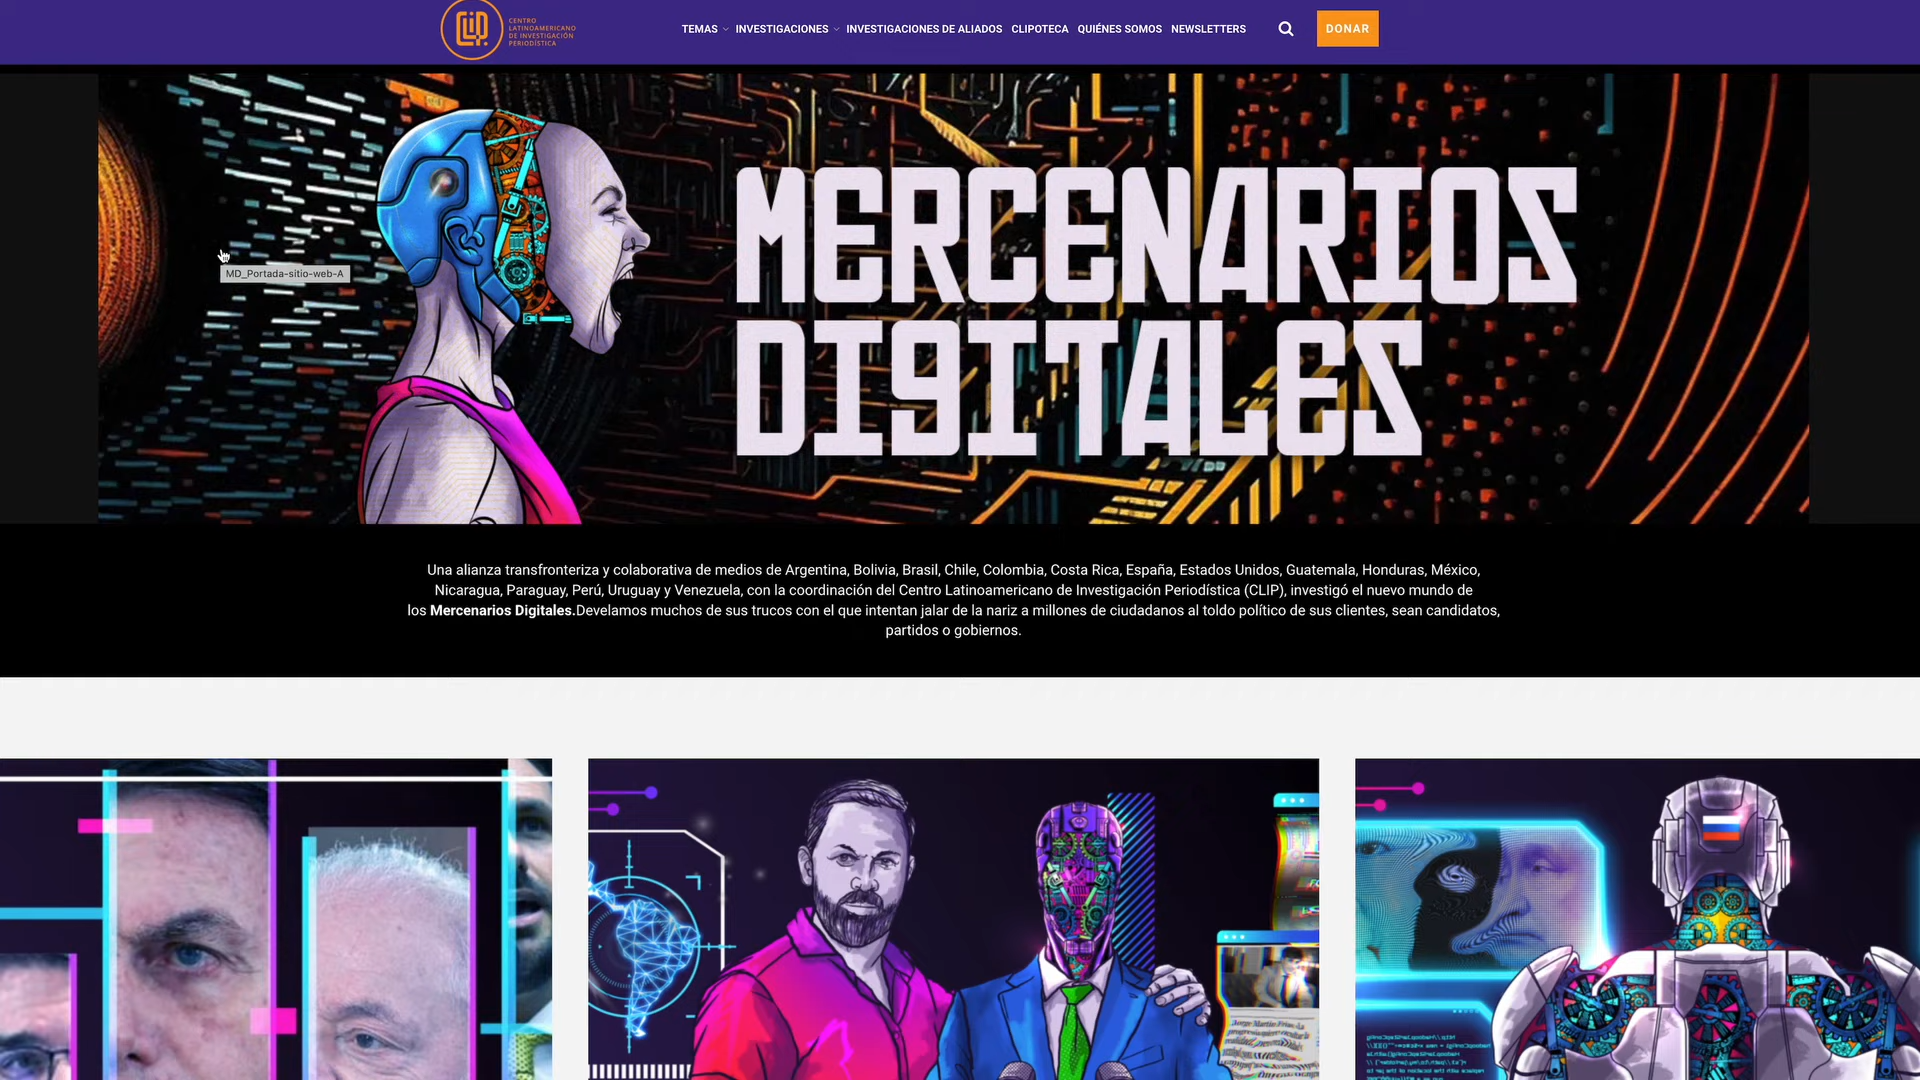 CLIP.
CENTRO
LATINOAMERICANO
DE INVESTIGACIÓN
PERIODÍSTICA
TEMAS INVESTIGACIONES INVESTIGACIONES DE ALIADOS CLIPOTECA QUIÉNES SOMOS NEWSLETTERS DONAR
MERCENARIOS
DIGITALES
MD_Portada-sitio-web-A
Una alianza transfronteriza y colaborativa de medios de Argentina, Bolivia, Brasil, Chile, Colombia, Costa Rica, España, Estados Unidos, Guatemala, Honduras, México,
Nicaragua, Paraguay, Perú, Uruguay y Venezuela, con la coordinación del Centro Latinoamericano de Investigación Periodística (CLIP), investigó el nuevo mundo de
los Mercenarios Digitales.Develamos muchos de sus trucos con el que intentan jalar de la nariz a millones de ciudadanos al toldo político de sus clientes, sean candidatos,
partidos o gobiernos.